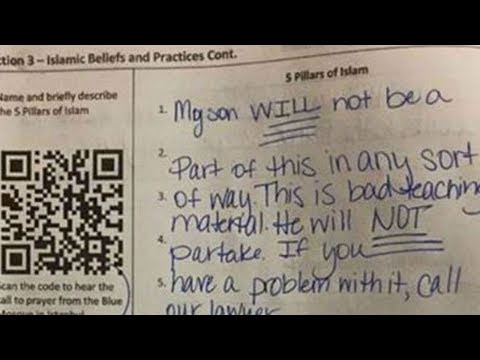 ction 3 – Islamic Beliefs and Practices Cont.
5 Pillars of Islam
Name and briefly describe
the 5 Pillars of Islam
1. My son WILL not be a
2.
Part of this in any sort
3. of way. This is bad teaching
material. He will NOT
4.
partake. If you
5. have a problem with it, call
our lawyer
Scan the code to hear the
call to prayer from the Blue
Mosque in Istanbul